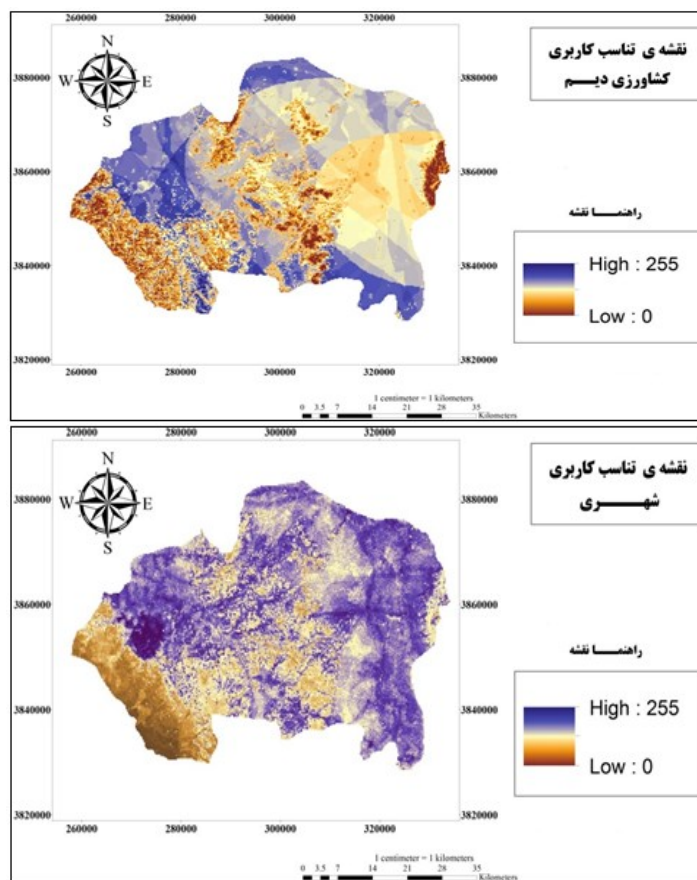 260000 280000 300000 320000
نقشه ی تناسب کاربری
کشاورزی دیـم
N
W E
S
3880000 3880000
3860000 3860000
3840000 3840000
3820000 3820000
راهنمـــا نقشه
High : 255
Low : 0
260000 280000 300000 320000
1 centimeter = 1 kilometers
0 3.5 7 14 21 28 35
Kilometers
260000 280000 300000 320000
نقشه ی تناسب کاربری
شهـــــری
N
W E
S
3880000 3880000
3860000 3860000
3840000 3840000
3820000 3820000
راهنمـــا نقشه
High : 255
Low : 0
260000 280000 300000 320000
1 centimeter = 1 kilometers
0 3.5 7 14 21 28 35
Kilometers